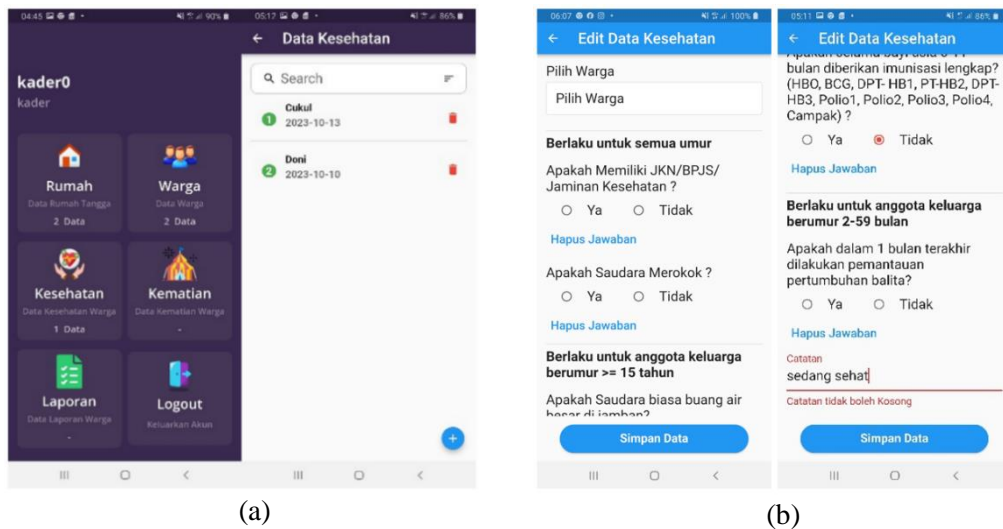 04:45
90%
kader0
kader
Rumah
Data Rumah Tangga
2 Data
Warga
Data Warga
2 Data
Kesehatan
Data Kesehatan Warga
1 Data
Kematian
Data Kematian Warga
-
Laporan
Data Laporan Warga
-
Logout
Keluarkan Akun
05:17
86%
Data Kesehatan
Search
1
Cukul
2023-10-13
2
Doni
2023-10-10
(a)
06:07
100%
Edit Data Kesehatan
Pilih Warga
Pilih Warga
Berlaku untuk semua umur
Apakah Memiliki JKN/BPJS/
Jaminan Kesehatan ?
Ya Tidak
Hapus Jawaban
Apakah Saudara Merokok ?
Ya Tidak
Hapus Jawaban
Berlaku untuk anggota keluarga
berumur >= 15 tahun
Apakah Saudara biasa buang air
besar di jamban?
Simpan Data
05:11
86%
Edit Data Kesehatan
bulan diberikan imunisasi lengkap?
(HBO, BCG, DPT- HB1, PT-HB2, DPT-
HB3, Polio1, Polio2, Polio3, Polio4,
Campak) ?
Ya Tidak
Hapus Jawaban
Berlaku untuk anggota keluarga
berumur 2-59 bulan
Apakah dalam 1 bulan terakhir
dilakukan pemantauan
pertumbuhan balita?
Ya Tidak
Hapus Jawaban
Catatan
sedang sehat
Catatan tidak boleh Kosong
Simpan Data
(b)